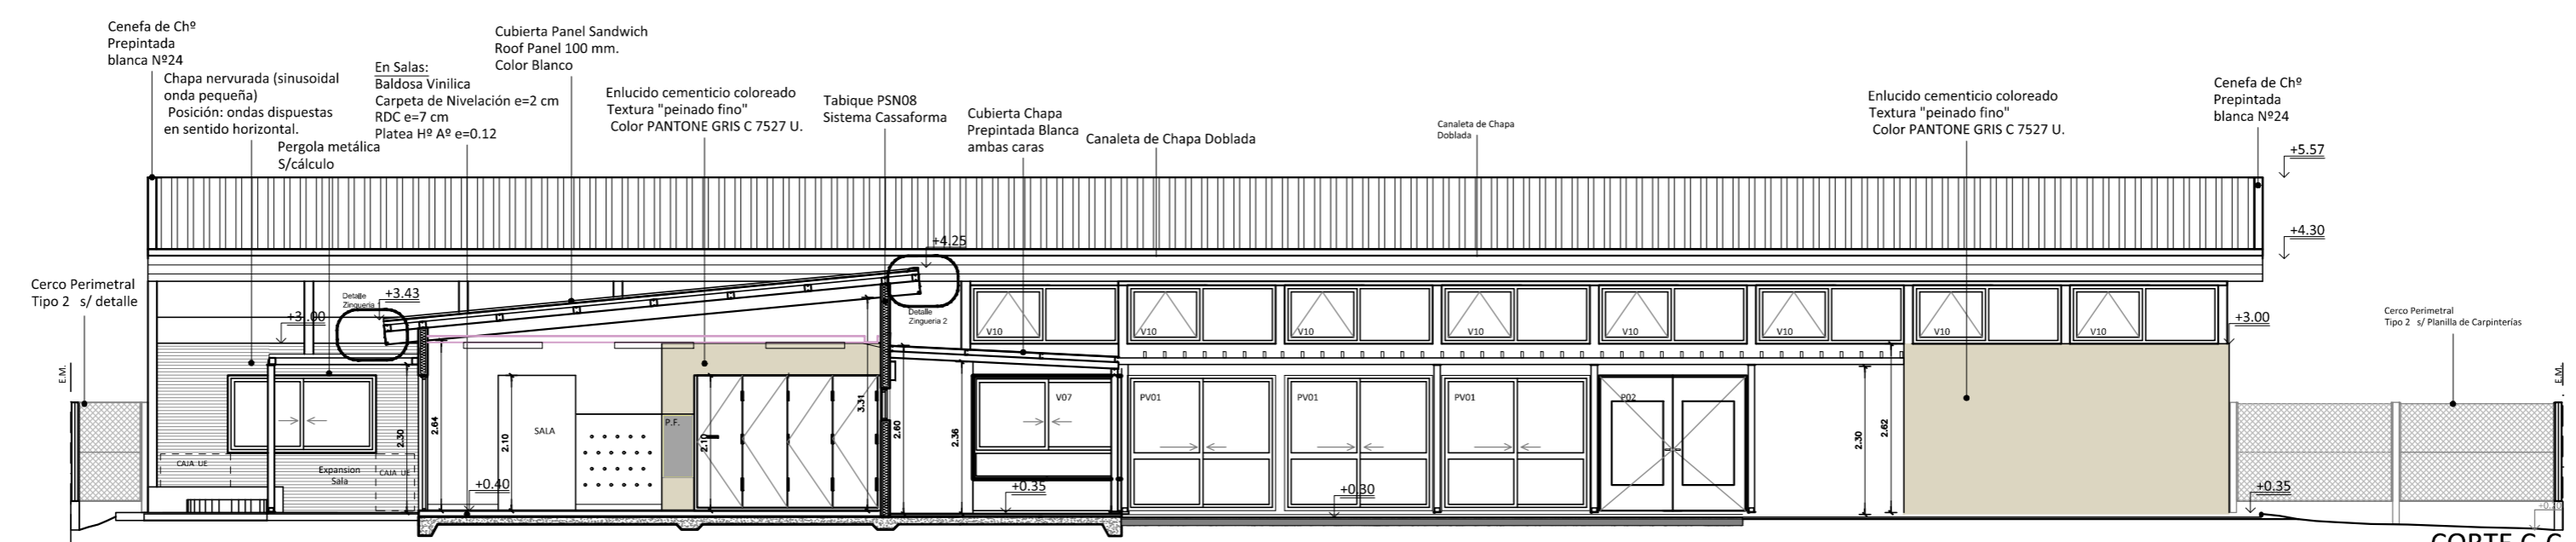 Cenefa de Chº
Prepintada
blanca Nº24
Chapa nervurada (sinusoidal
onda pequeña)
Posición: ondas dispuestas
en sentido horizontal.
Pergola metálica
S/cálculo
En Salas:
Baldosa Vinilica
Carpeta de Nivelación e=2 cm
RDC e=7 cm
Platea Hº Aº e=0.12
Cubierta Panel Sandwich
Roof Panel 100 mm.
Color Blanco
Enlucido cementicio coloreado
Textura "peinado fino"
Color PANTONE GRIS C 7527 U.
Tabique PSN08
Sistema Cassaforma
Cubierta Chapa
Prepintada Blanca
ambas caras
Canaleta de Chapa Doblada
Canaleta de Chapa
Doblada
Enlucido cementicio coloreado
Textura "peinado fino"
Color PANTONE GRIS C 7527 U.
Cenefa de Chº
Prepintada
blanca Nº24
+5.57
+4.30
+4.25
Cerco Perimetral
Tipo 2 s/ detalle
Detalle
Zingueria
+3.43
+3.00
Detalle
Zingueria 2
V10
V10
V10
V10
V10
V10
V10
V10
+3.00
Cerco Perimetral
Tipo 2 s/ Planilla de Carpinterías
E.M.
E.M.
2.30
2.64
2.10
SALA
P.F.
2.10
3.31
2.60
2.36
V07
PV01
PV01
PV01
P02
2.30
2.62
CAJA UE
Expansion
Sala
CAJA UE
+0.40
+0.35
+0.30
+0.35
+0.20
CORTE C-C